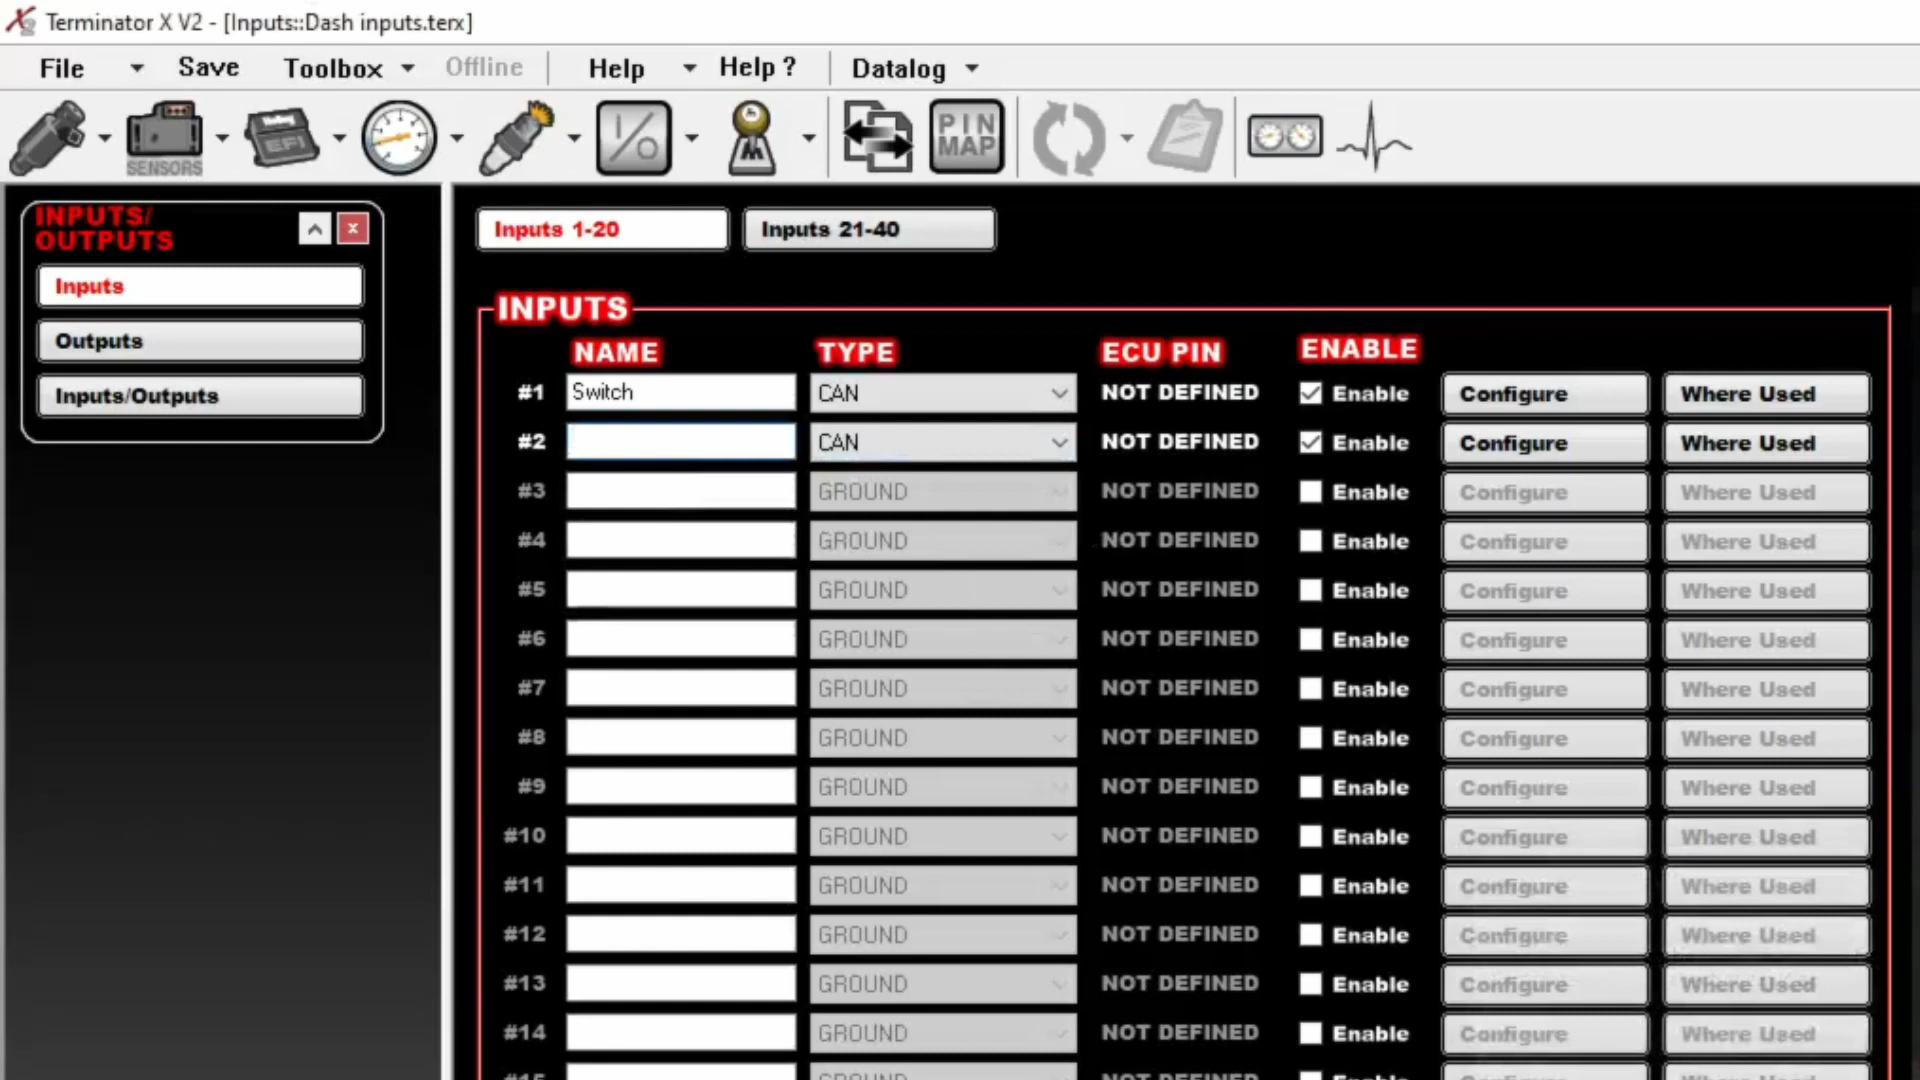 Terminator X V2 - [Inputs::Dash inputs.terx]
File Save Toolbox Offline Help Help ? Datalog
SENSORS Holley EFI I/O M PIN MAP
INPUTS/
OUTPUTS
Inputs
Outputs
Inputs/Outputs
Inputs 1-20 Inputs 21-40
INPUTS
NAME TYPE ECU PIN ENABLE
#1 Switch CAN NOT DEFINED Enable Configure Where Used
#2 CAN NOT DEFINED Enable Configure Where Used
#3 GROUND NOT DEFINED Enable Configure Where Used
#4 GROUND NOT DEFINED Enable Configure Where Used
#5 GROUND NOT DEFINED Enable Configure Where Used
#6 GROUND NOT DEFINED Enable Configure Where Used
#7 GROUND NOT DEFINED Enable Configure Where Used
#8 GROUND NOT DEFINED Enable Configure Where Used
#9 GROUND NOT DEFINED Enable Configure Where Used
#10 GROUND NOT DEFINED Enable Configure Where Used
#11 GROUND NOT DEFINED Enable Configure Where Used
#12 GROUND NOT DEFINED Enable Configure Where Used
#13 GROUND NOT DEFINED Enable Configure Where Used
#14 GROUND NOT DEFINED Enable Configure Where Used